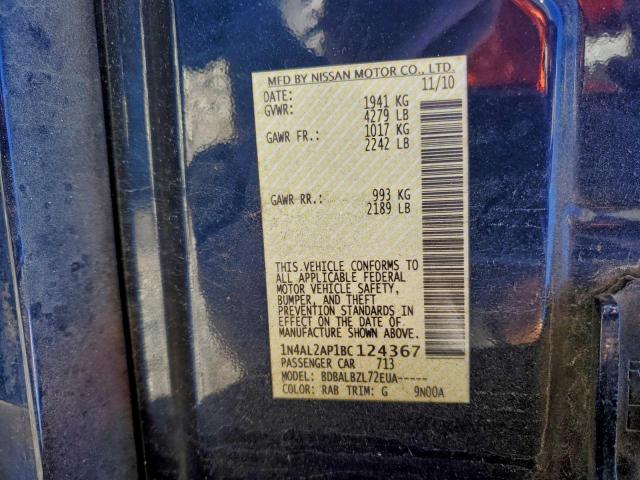 MFD BY NISSAN MOTOR CO., LTD.
DATE: 11/10
GVWR: 1941 KG
4279 LB
GAWR FR.: 1017 KG
2242 LB
GAWR RR.: 993 KG
2189 LB
THIS VEHICLE CONFORMS TO
ALL APPLICABLE FEDERAL
MOTOR VEHICLE SAFETY,
BUMPER, AND THEFT
PREVENTION STANDARDS IN
EFFECT ON THE DATE OF
MANUFACTURE SHOWN ABOVE.
1N4AL2AP1BC124367
PASSENGER CAR 713
MODEL: BDBALBZL72EUA-----
COLOR: RAB TRIM: G 9N00A